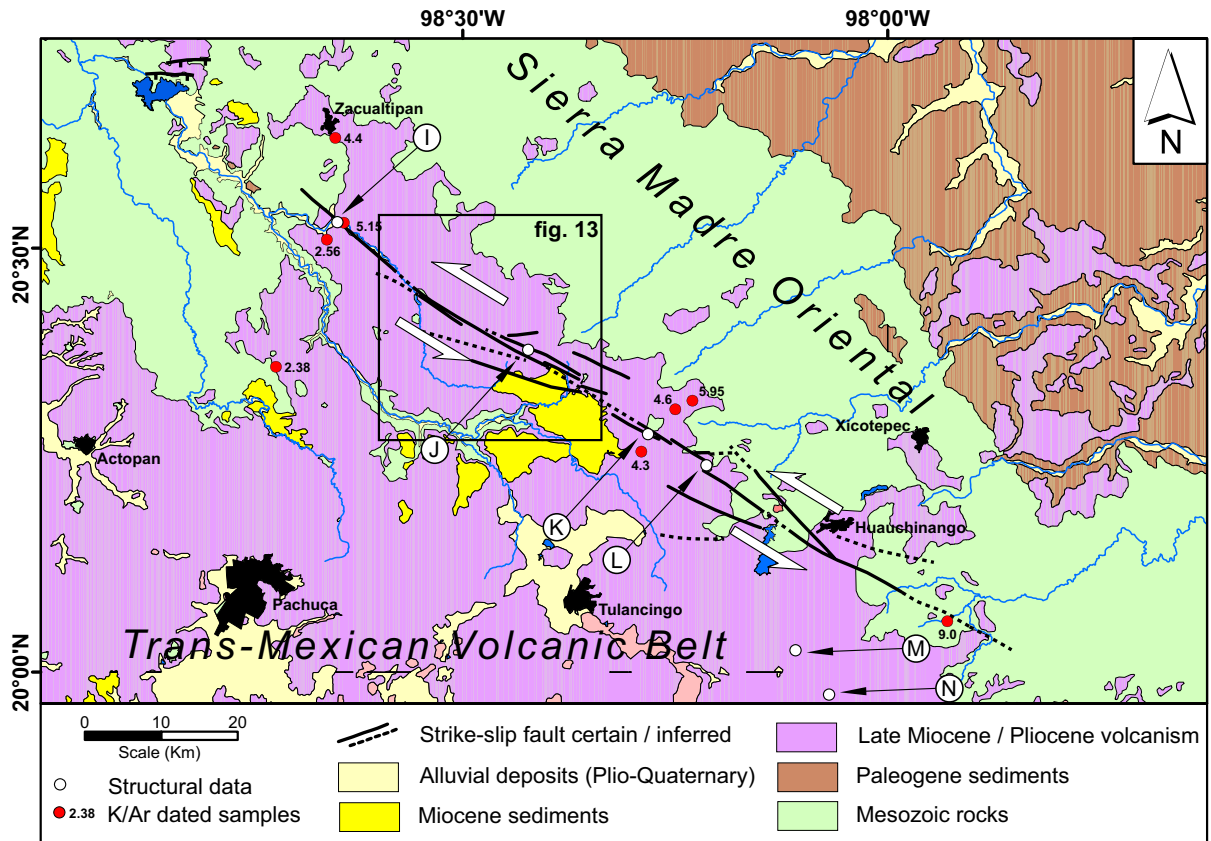 98°30'W
98°00'W
Sierra Madre Oriental
N
Zacualtipan
4.4
I
5.15
2.56
fig. 13
20°30'N
2.38
5.95
4.6
Xicotepec
Actopan
J
4.3
K
Huauchinango
L
Pachuca
Tulancingo
9.0
Trans-Mexican Volcanic Belt
M
20°00'N
N
0 10 20
Scale (Km)
Structural data
2.38 K/Ar dated samples
Strike-slip fault certain / inferred
Alluvial deposits (Plio-Quaternary)
Miocene sediments
Late Miocene / Pliocene volcanism
Paleogene sediments
Mesozoic rocks